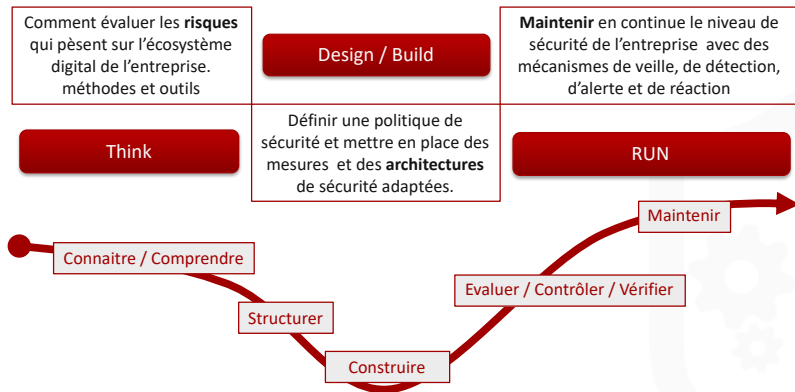 Comment évaluer les risques
qui pèsent sur l’écosystème
digital de l’entreprise.
méthodes et outils
Design / Build
Maintenir en continue le niveau de
sécurité de l’entreprise avec des
mécanismes de veille, de détection,
d’alerte et de réaction
Think
Définir une politique de
sécurité et mettre en place des
mesures et des architectures
de sécurité adaptées.
RUN
Connaitre / Comprendre
Structurer
Construire
Evaluer / Contrôler / Vérifier
Maintenir